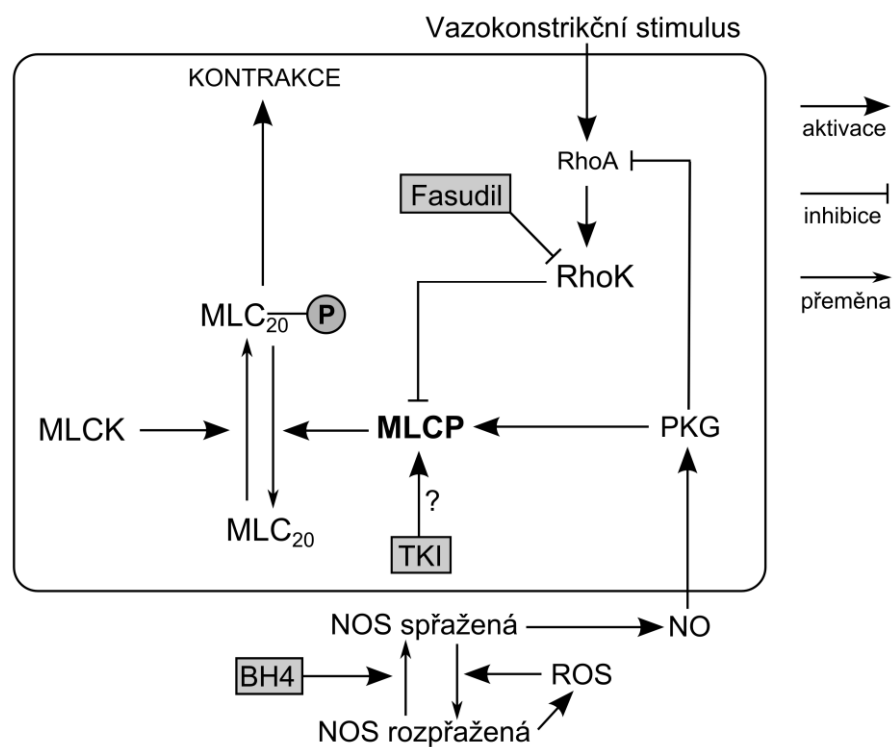 Vazokonstrikční stimulus
KONTRAKCE
aktivace
RhoA
Fasudil
inhibice
RhoK
přeměna
MLC20 P
MLCK
MLCP
PKG
?
MLC20
TKI
NOS spřažená
NO
BH4
ROS
NOS rozpřažená